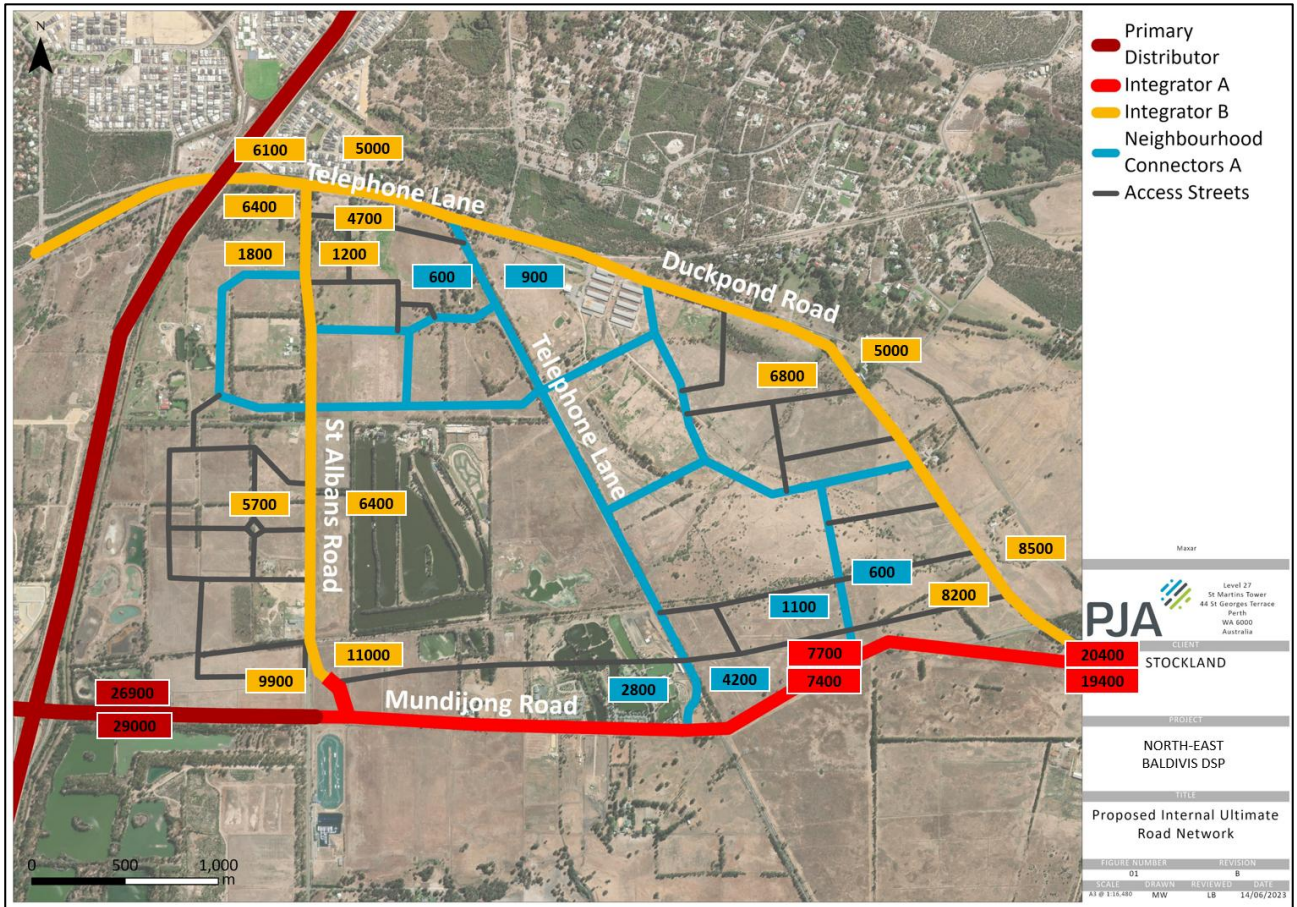 N
6100
5000
Telephone Lane
6400
4700
1800
1200
600
900
Duckpond Road
5000
6800
Telephone Lane
St Albans Road
5700
6400
8500
600
8200
1100
11000
7700
20400
9900
26900
2800
4200
7400
19400
Mundijong Road
29000
0 500 1,000
m
Primary
Distributor
Integrator A
Integrator B
Neighbourhood
Connectors A
Access Streets
Maxar
PJA
Level 27
St Martins Tower
44 St Georges Terrace
Perth
WA 6000
Australia
CLIENT
STOCKLAND
PROJECT
NORTH-EAST
BALDIVIS DSP
TITLE
Proposed Internal Ultimate
Road Network
FIGURE NUMBER REVISION
01 B
SCALE DRAWN REVIEWED DATE
A3 @ 1:16,480 MW LB 14/06/2023